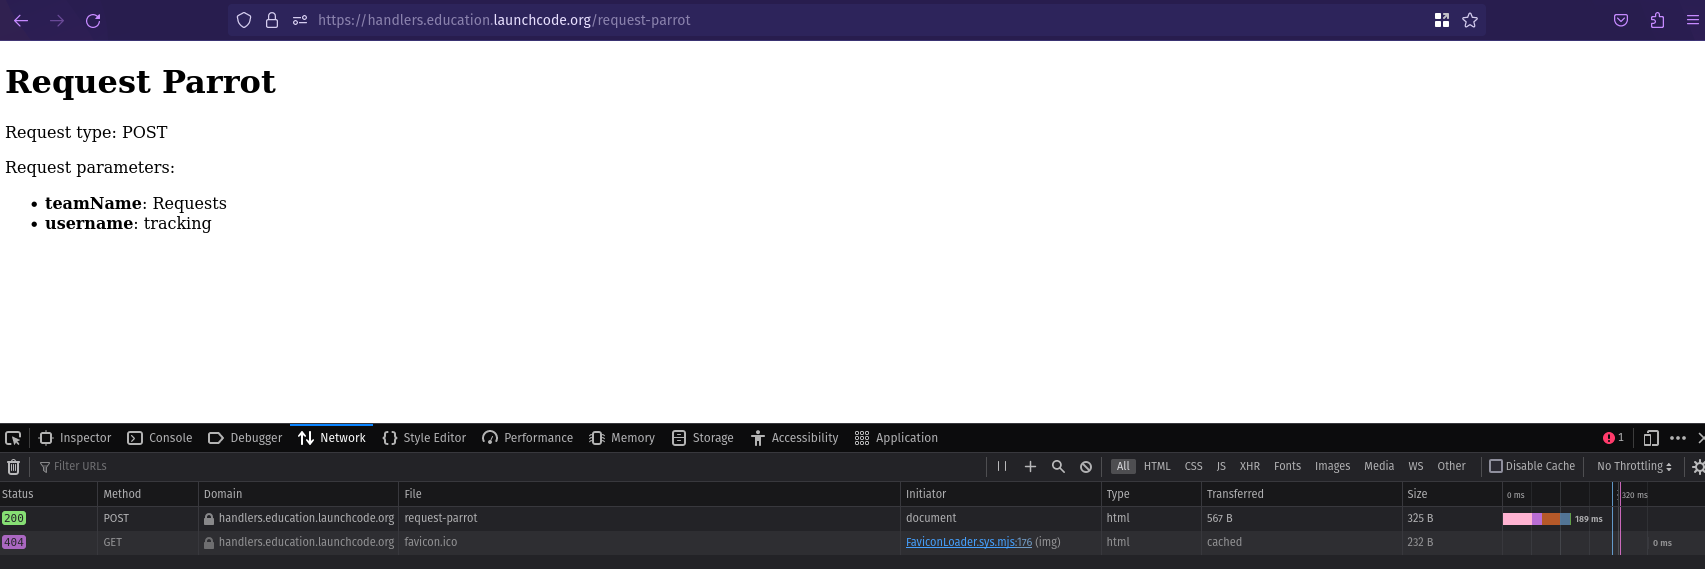 https://handlers.education.launchcode.org/request-parrot
Request Parrot
Request type: POST
Request parameters:
• teamName: Requests
• username: tracking
Inspector Console Debugger Network Style Editor Performance Memory Storage Accessibility Application 1
Filter URLs All HTML CSS JS XHR Fonts Images Media WS Other Disable Cache No Throttling
Status Method Domain File Initiator Type Transferred Size 0 ms 320 ms
200 POST handlers.education.launchcode.org request-parrot document html 567 B 325 B 189 ms
404 GET handlers.education.launchcode.org favicon.ico FaviconLoader.sys.mjs:176 (img) html cached 232 B 0 ms